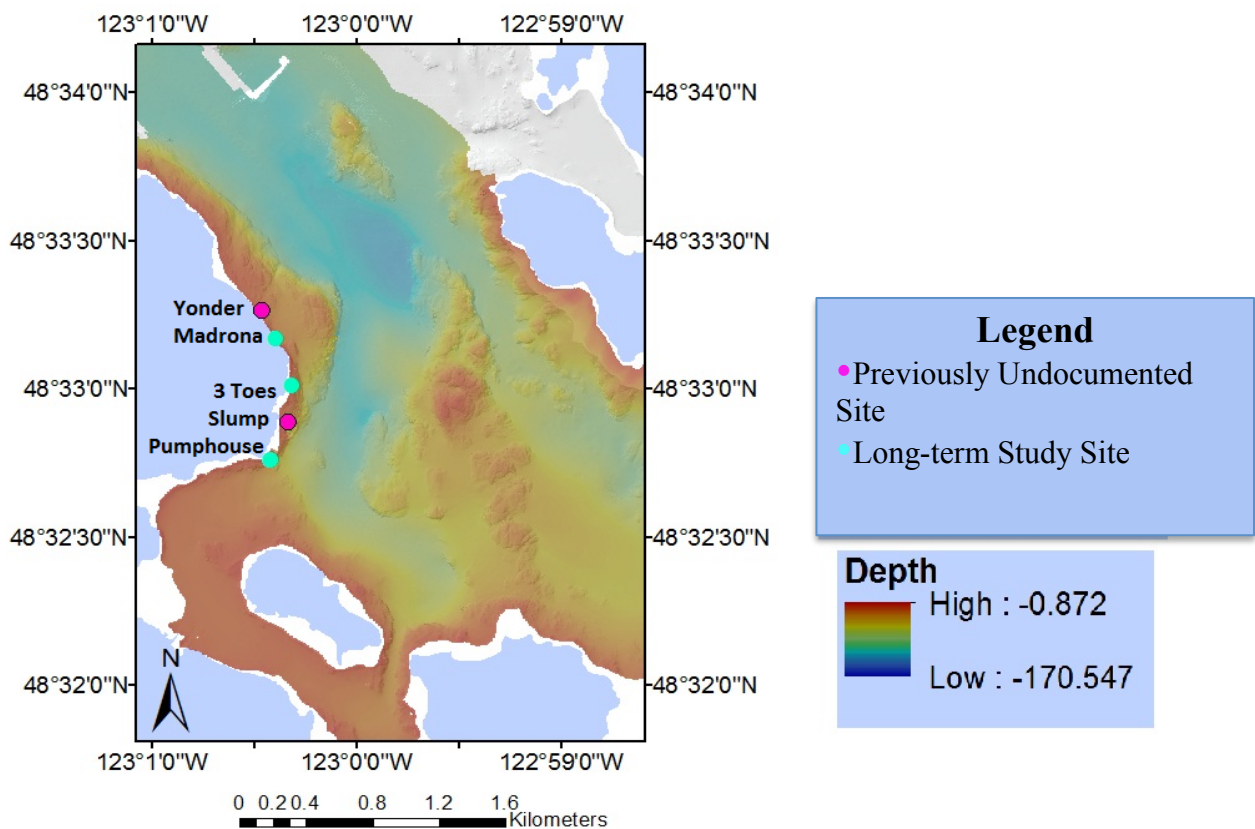 123°1'0"W 123°0'0"W 122°59'0"W
48°34'0"N 48°34'0"N
48°33'30"N 48°33'30"N
Yonder
Madrona
48°33'0"N 48°33'0"N
3 Toes
Slump
Pumphouse
48°32'30"N 48°32'30"N
N
48°32'0"N 48°32'0"N
123°1'0"W 123°0'0"W 122°59'0"W
0 0.2 0.4 0.8 1.2 1.6
Kilometers
Legend
•Previously Undocumented
Site
•Long-term Study Site
Depth
High : -0.872
Low : -170.547